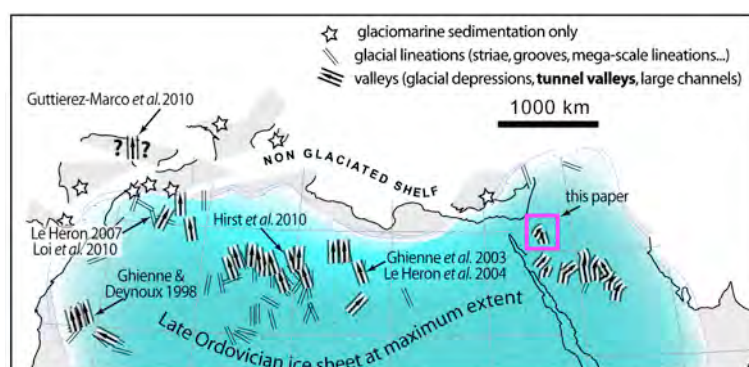 glaciomarine sedimentation only
glacial lineations (striae, grooves, mega-scale lineations...)
valleys (glacial depressions, tunnel valleys, large channels)
Guttierez-Marco
et al. 2010
1000 km
? ?
NON GLACIATED SHELF
this paper
Le Heron 2007
Loi et al. 2010
Hirst et al. 2010
Ghienne et al. 2003
Le Heron et al. 2004
Ghienne &
Deynoux 1998
Late Ordovician ice sheet at maximum extent